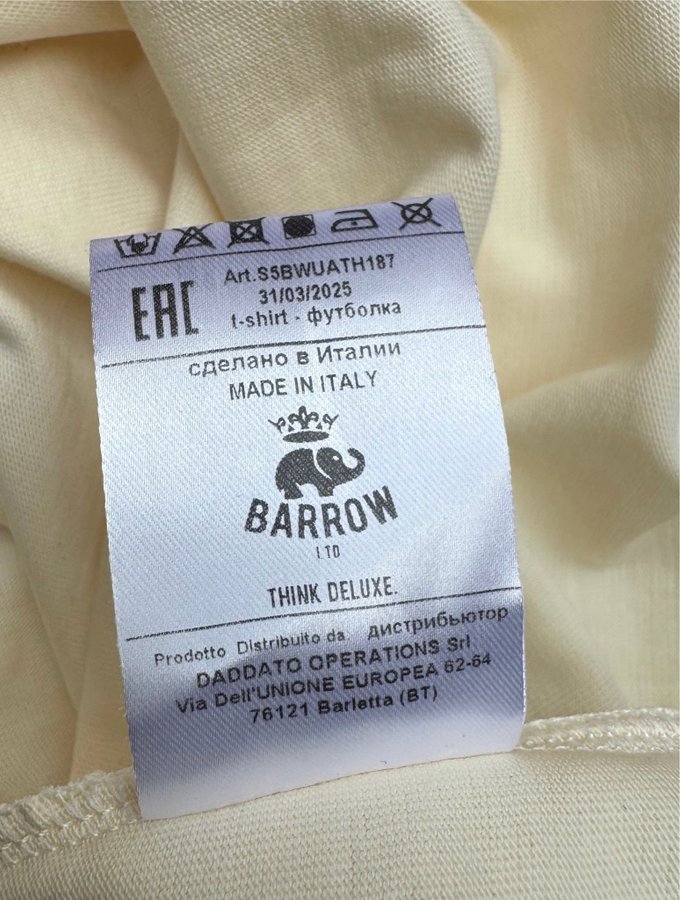 Art.S5BWUATH187
EAC
31/03/2025
t-shirt - футболка
сделано в Италии
MADE IN ITALY
BARROW
LTD
THINK DELUXE.
Prodotto Distribuito da дистрибьютор
DADDATO OPERATIONS Srl
Via Dell'UNIONE EUROPEA 62-64
76121 Barletta (BT)